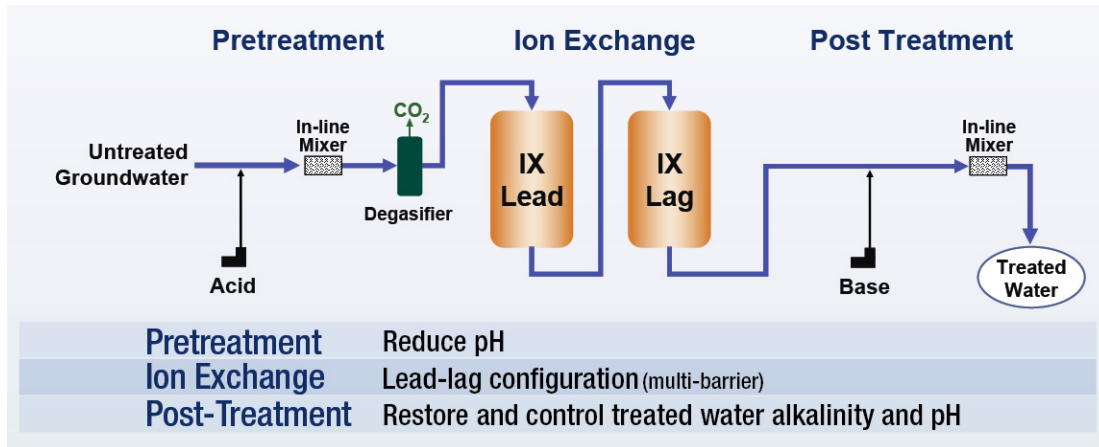 Pretreatment
Ion Exchange
Post Treatment
Untreated
Groundwater
In-line
Mixer
CO₂
Degasifier
Acid
IX
Lead
IX
Lag
Base
In-line
Mixer
Treated
Water
Pretreatment Reduce pH
Ion Exchange Lead-lag configuration (multi-barrier)
Post-Treatment Restore and control treated water alkalinity and pH